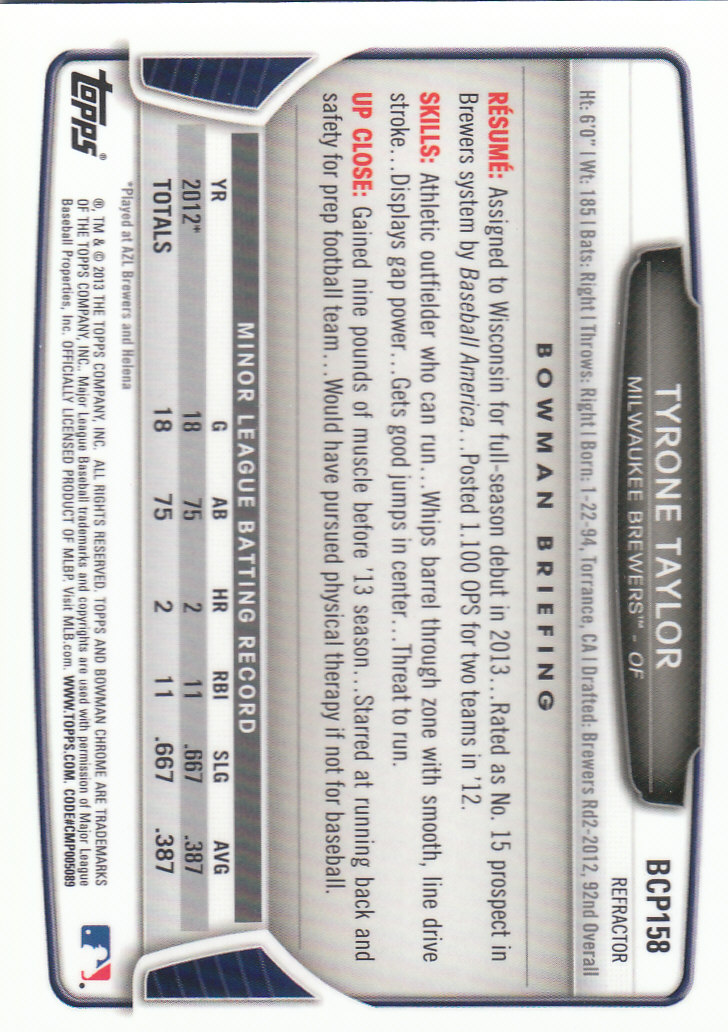 BCP158
REFRACTOR
TYRONE TAYLOR
MILWAUKEE BREWERS™ - OF
Ht: 6'0" | Wt: 185 | Bats: Right | Throws: Right | Born: 1-22-94, Torrance, CA | Drafted: Brewers Rd2-2012, 92nd Overall
BOWMAN BRIEFING
RÉSUMÉ: Assigned to Wisconsin for full-season debut in 2013...Rated as No. 15 prospect in
Brewers system by Baseball America...Posted 1.100 OPS for two teams in '12.
SKILLS: Athletic outfielder who can run...Whips barrel through zone with smooth, line drive
stroke...Displays gap power...Gets good jumps in center...Threat to run.
UP CLOSE: Gained nine pounds of muscle before '13 season...Starred at running back and
safety for prep football team...Would have pursued physical therapy if not for baseball.
MINOR LEAGUE BATTING RECORD
YR G AB HR RBI SLG AVG
2012* 18 75 2 11 .667 .387
TOTALS 18 75 2 11 .667 .387
*Played at AZL Brewers and Helena
topps®
®, TM & © 2013 THE TOPPS COMPANY, INC. ALL RIGHTS RESERVED. TOPPS AND BOWMAN CHROME ARE TRADEMARKS
OF THE TOPPS COMPANY, INC. Major League Baseball trademarks and copyrights are used with permission of Major League
Baseball Properties, Inc. OFFICIALLY LICENSED PRODUCT OF MLBP. Visit MLB.com. WWW.TOPPS.COM. CODE#CMP005089